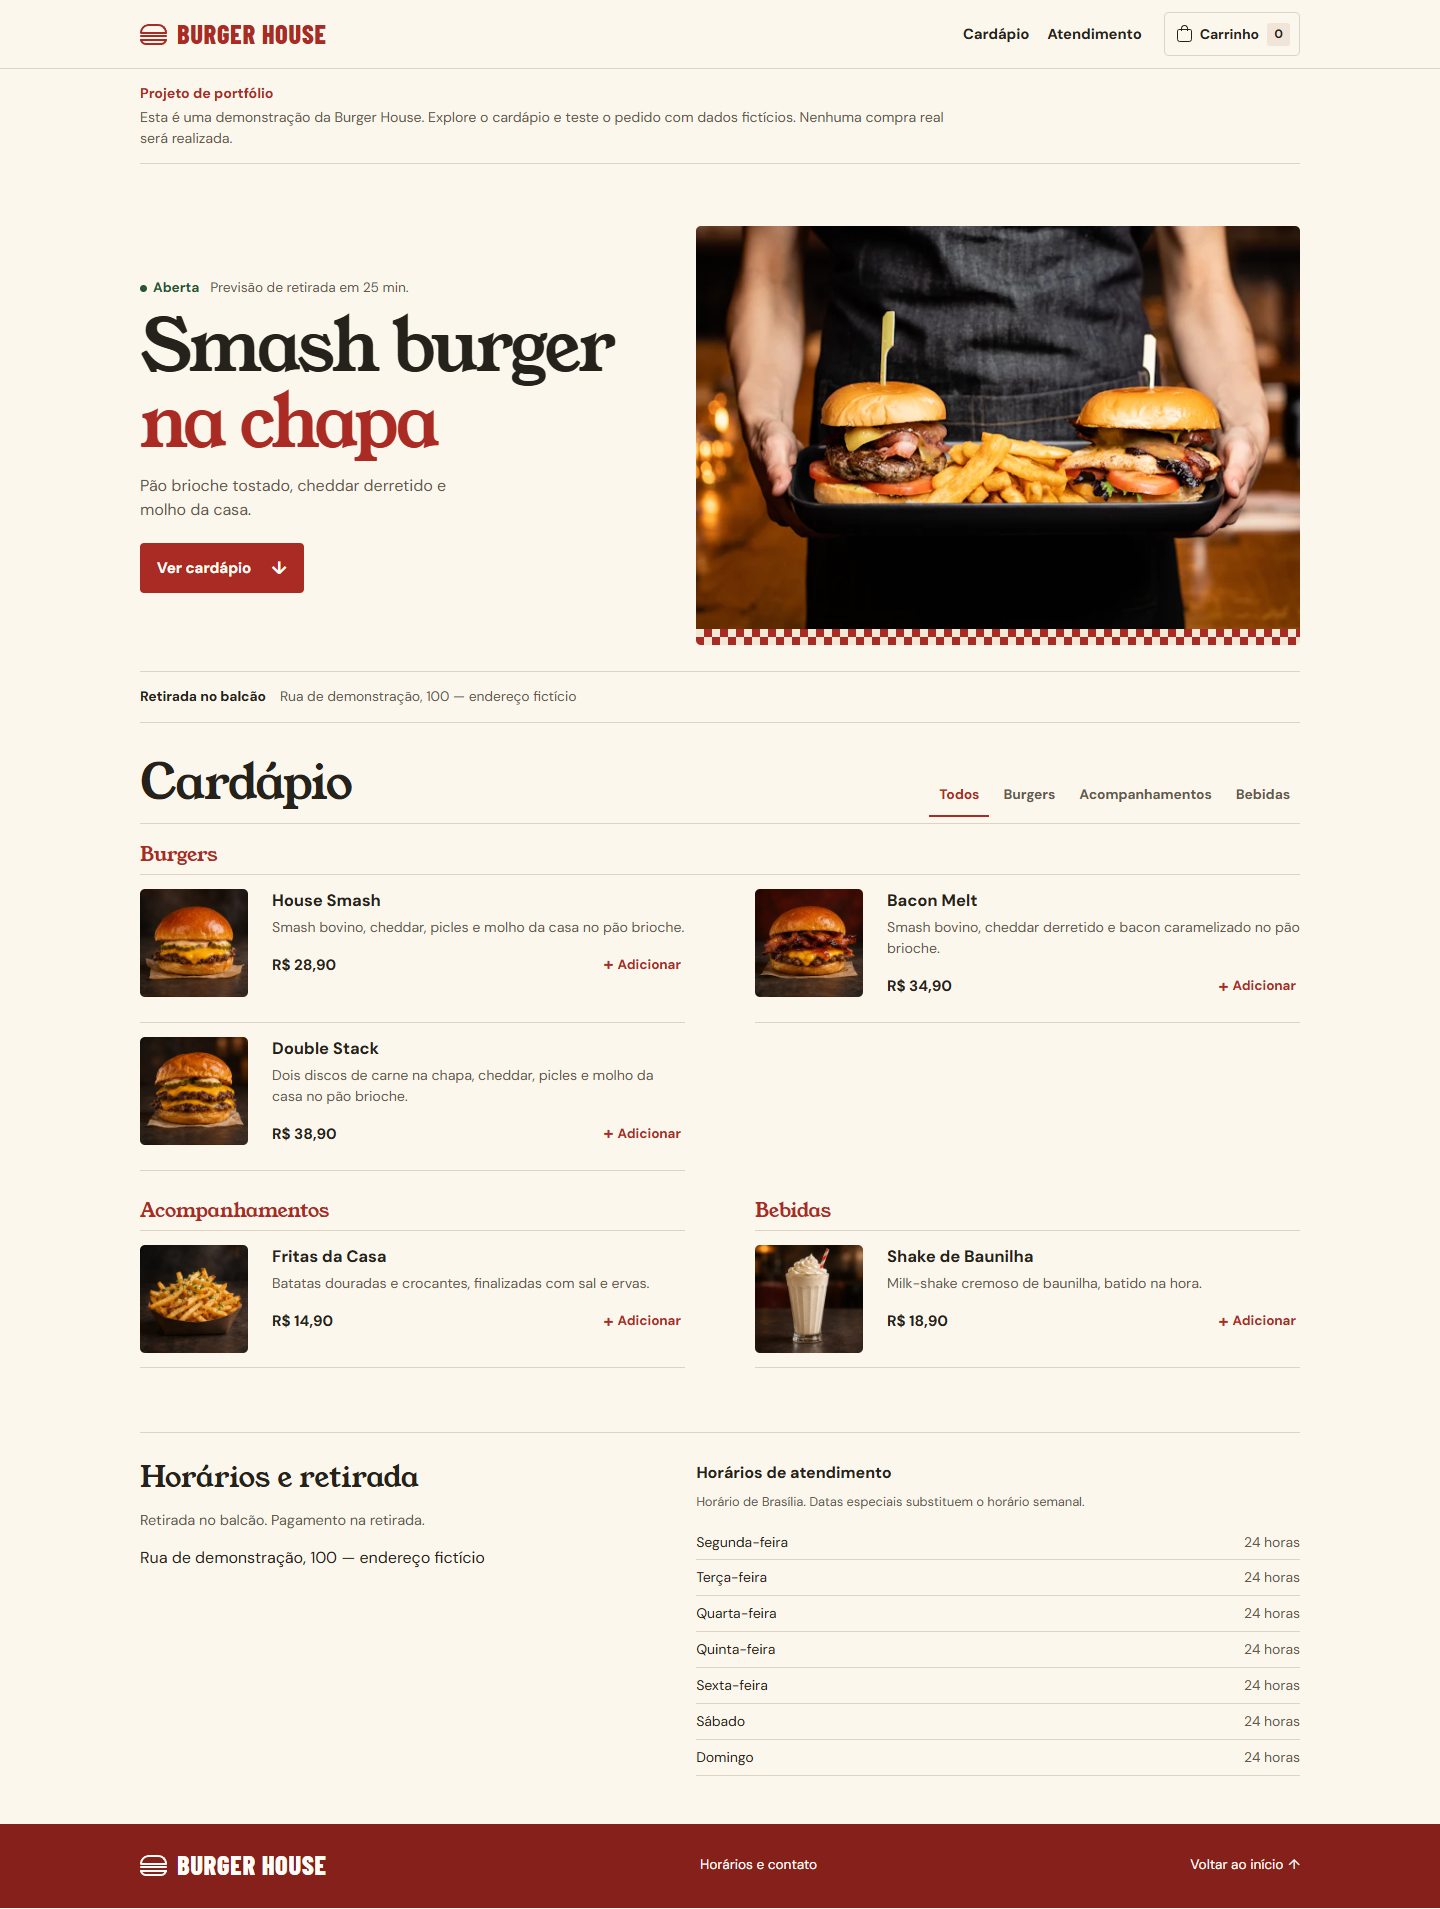 BURGER HOUSE
Cardápio
Atendimento
Carrinho 0
Projeto de portfólio
Esta é uma demonstração da Burger House. Explore o cardápio e teste o pedido com dados fictícios. Nenhuma compra real
será realizada.
Aberta Previsão de retirada em 25 min.
Smash burger
na chapa
Pão brioche tostado, cheddar derretido e
molho da casa.
Ver cardápio ↓
Retirada no balcão Rua de demonstração, 100 — endereço fictício
Cardápio
Todos Burgers Acompanhamentos Bebidas
Burgers
House Smash
Smash bovino, cheddar, picles e molho da casa no pão brioche.
R$ 28,90 + Adicionar
Bacon Melt
Smash bovino, cheddar derretido e bacon caramelizado no pão
brioche.
R$ 34,90 + Adicionar
Double Stack
Dois discos de carne na chapa, cheddar, picles e molho da
casa no pão brioche.
R$ 38,90 + Adicionar
Acompanhamentos
Fritas da Casa
Batatas douradas e crocantes, finalizadas com sal e ervas.
R$ 14,90 + Adicionar
Bebidas
Shake de Baunilha
Milk-shake cremoso de baunilha, batido na hora.
R$ 18,90 + Adicionar
Horários e retirada
Retirada no balcão. Pagamento na retirada.
Rua de demonstração, 100 — endereço fictício
Horários de atendimento
Horário de Brasília. Datas especiais substituem o horário semanal.
Segunda-feira 24 horas
Terça-feira 24 horas
Quarta-feira 24 horas
Quinta-feira 24 horas
Sexta-feira 24 horas
Sábado 24 horas
Domingo 24 horas
BURGER HOUSE
Horários e contato
Voltar ao início ↑